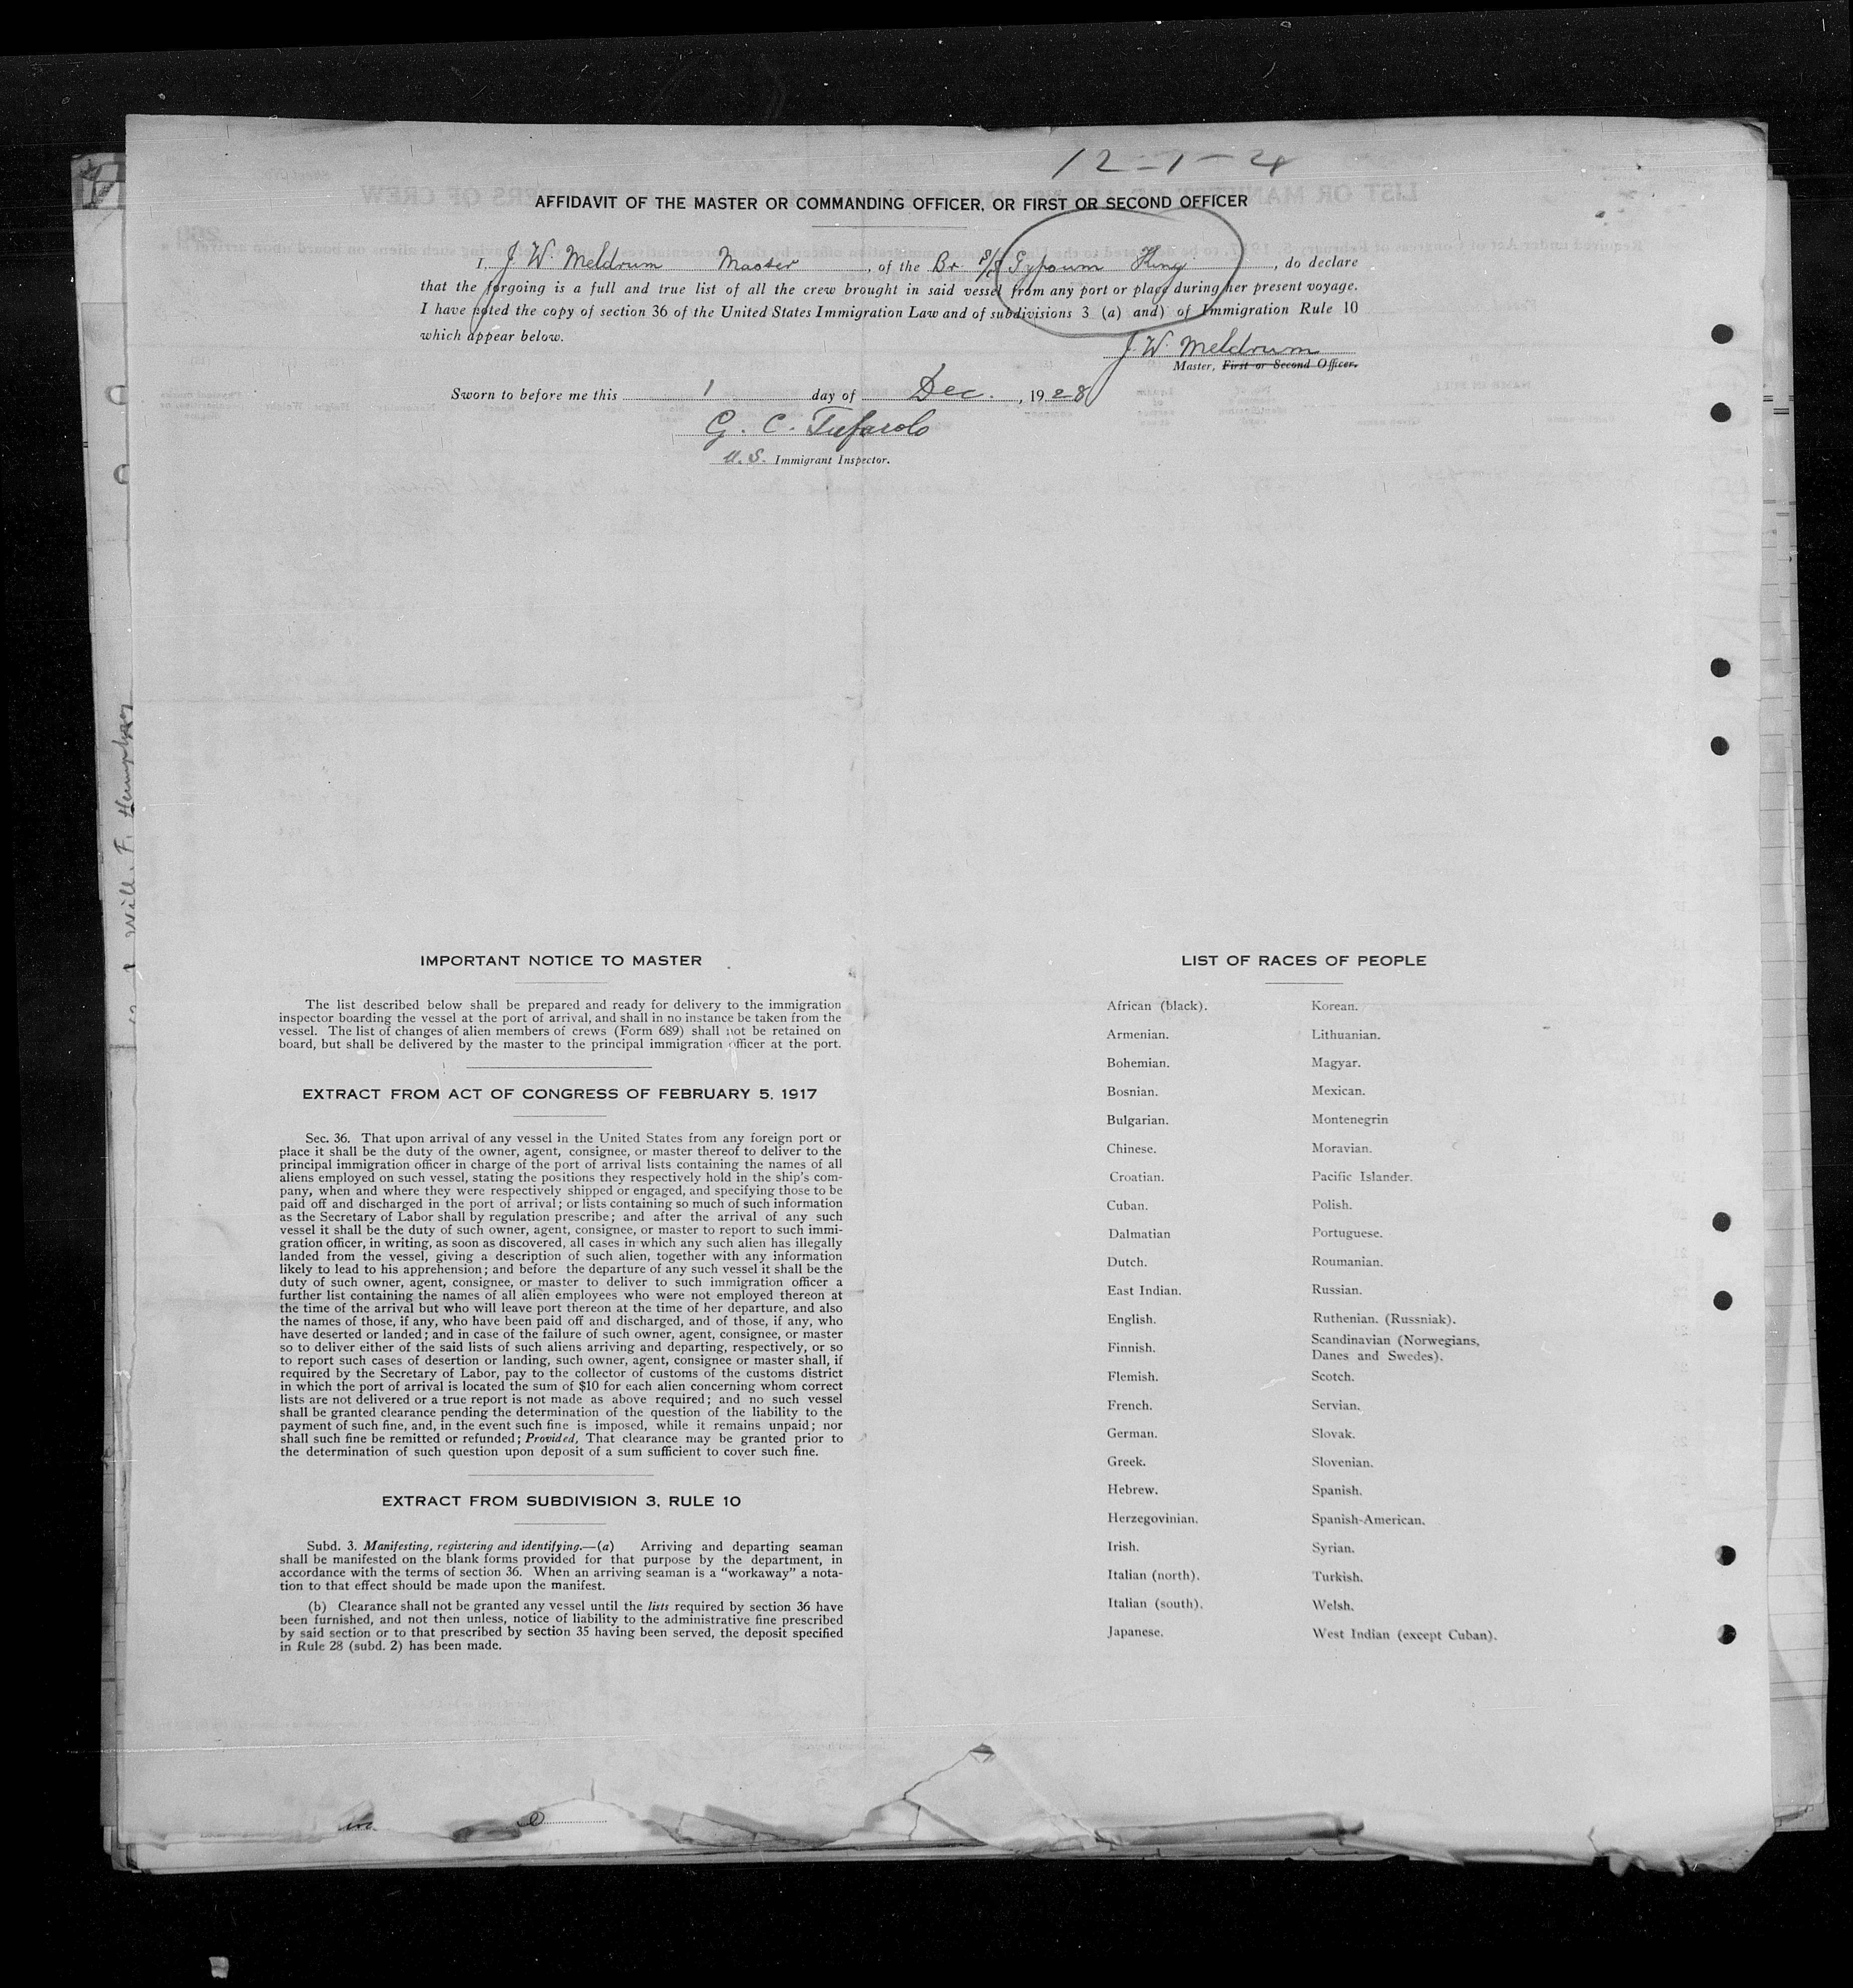 12-1-4
AFFIDAVIT OF THE MASTER OR COMMANDING OFFICER, OR FIRST OR SECOND OFFICER
I, J. W. Meldrum Master, of the Br S/S Gypsum King, do declare
that the forgoing is a full and true list of all the crew brought in said vessel from any port or place during her present voyage.
I have noted the copy of section 36 of the United States Immigration Law and of subdivisions 3 (a) and) of Immigration Rule 10
which appear below.
J. W. Meldrum
Master, First or Second Officer.
Sworn to before me this 1 day of Dec., 1928
G. C. Tufarolo
U.S. Immigrant Inspector.
Will. F.
IMPORTANT NOTICE TO MASTER
The list described below shall be prepared and ready for delivery to the immigration
inspector boarding the vessel at the port of arrival, and shall in no instance be taken from the
vessel. The list of changes of alien members of crews (Form 689) shall not be retained on
board, but shall be delivered by the master to the principal immigration officer at the port.
EXTRACT FROM ACT OF CONGRESS OF FEBRUARY 5, 1917
Sec. 36. That upon arrival of any vessel in the United States from any foreign port or
place it shall be the duty of the owner, agent, consignee, or master thereof to deliver to the
principal immigration officer in charge of the port of arrival lists containing the names of all
aliens employed on such vessel, stating the positions they respectively hold in the ship's com-
pany, when and where they were respectively shipped or engaged, and specifying those to be
paid off and discharged in the port of arrival; or lists containing so much of such information
as the Secretary of Labor shall by regulation prescribe; and after the arrival of any such
vessel it shall be the duty of such owner, agent, consignee, or master to report to such immi-
gration officer, in writing, as soon as discovered, all cases in which any such alien has illegally
landed from the vessel, giving a description of such alien, together with any information
likely to lead to his apprehension; and before the departure of any such vessel it shall be the
duty of such owner, agent, consignee, or master to deliver to such immigration officer a
further list containing the names of all alien employees who were not employed thereon at
the time of the arrival but who will leave port thereon at the time of her departure, and also
the names of those, if any, who have been paid off and discharged, and of those, if any, who
have deserted or landed; and in case of the failure of such owner, agent, consignee, or master
so to deliver either of the said lists of such aliens arriving and departing, respectively, or so
to report such cases of desertion or landing, such owner, agent, consignee or master shall, if
required by the Secretary of Labor, pay to the collector of customs of the customs district
in which the port of arrival is located the sum of $10 for each alien concerning whom correct
lists are not delivered or a true report is not made as above required; and no such vessel
shall be granted clearance pending the determination of the question of the liability to the
payment of such fine, and, in the event such fine is imposed, while it remains unpaid; nor
shall such fine be remitted or refunded; Provided, That clearance may be granted prior to
the determination of such question upon deposit of a sum sufficient to cover such fine.
EXTRACT FROM SUBDIVISION 3, RULE 10
Subd. 3. Manifesting, registering and identifying.—(a) Arriving and departing seaman
shall be manifested on the blank forms provided for that purpose by the department, in
accordance with the terms of section 36. When an arriving seaman is a "workaway" a nota-
tion to that effect should be made upon the manifest.
(b) Clearance shall not be granted any vessel until the lists required by section 36 have
been furnished, and not then unless, notice of liability to the administrative fine prescribed
by said section or to that prescribed by section 35 having been served, the deposit specified
in Rule 28 (subd. 2) has been made.
LIST OF RACES OF PEOPLE
African (black).
Armenian.
Bohemian.
Bosnian.
Bulgarian.
Chinese.
Croatian.
Cuban.
Dalmatian
Dutch.
East Indian.
English.
Finnish.
Flemish.
French.
German.
Greek.
Hebrew.
Herzegovinian.
Irish.
Italian (north).
Italian (south).
Japanese.
Korean.
Lithuanian.
Magyar.
Mexican.
Montenegrin
Moravian.
Pacific Islander.
Polish.
Portuguese.
Roumanian.
Russian.
Ruthenian. (Russniak).
Scandinavian (Norwegians,
Danes and Swedes).
Scotch.
Servian.
Slovak.
Slovenian.
Spanish.
Spanish-American.
Syrian.
Turkish.
Welsh.
West Indian (except Cuban).